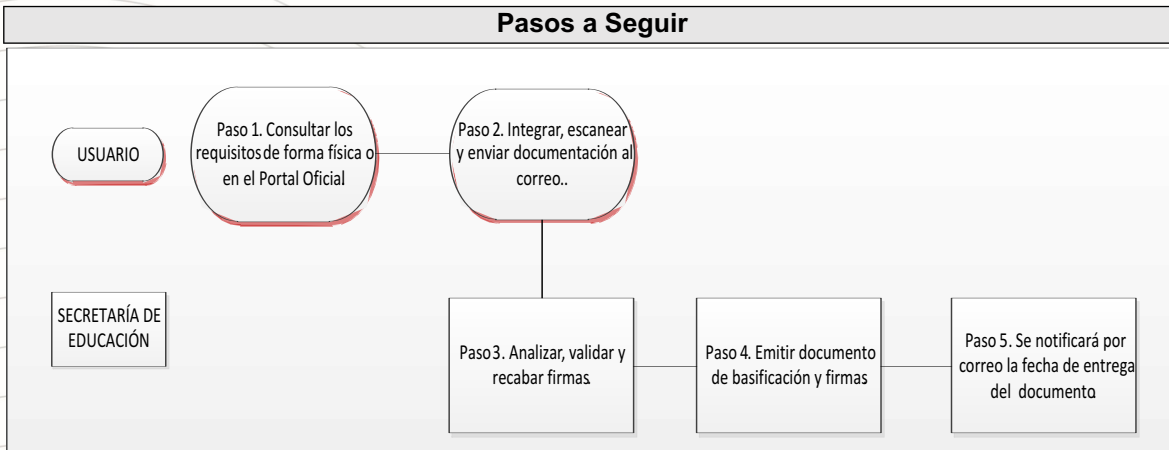 Pasos a Seguir
USUARIO
Paso 1. Consultar los
requisitos de forma física o
en el Portal Oficial
Paso 2. Integrar, escanear
y enviar documentación al
correo..
SECRETARÍA DE
EDUCACIÓN
Paso 3. Analizar, validar y
recabar firmas.
Paso 4. Emitir documento
de basificación y firmas
Paso 5. Se notificará por
correo la fecha de entrega
del documento.